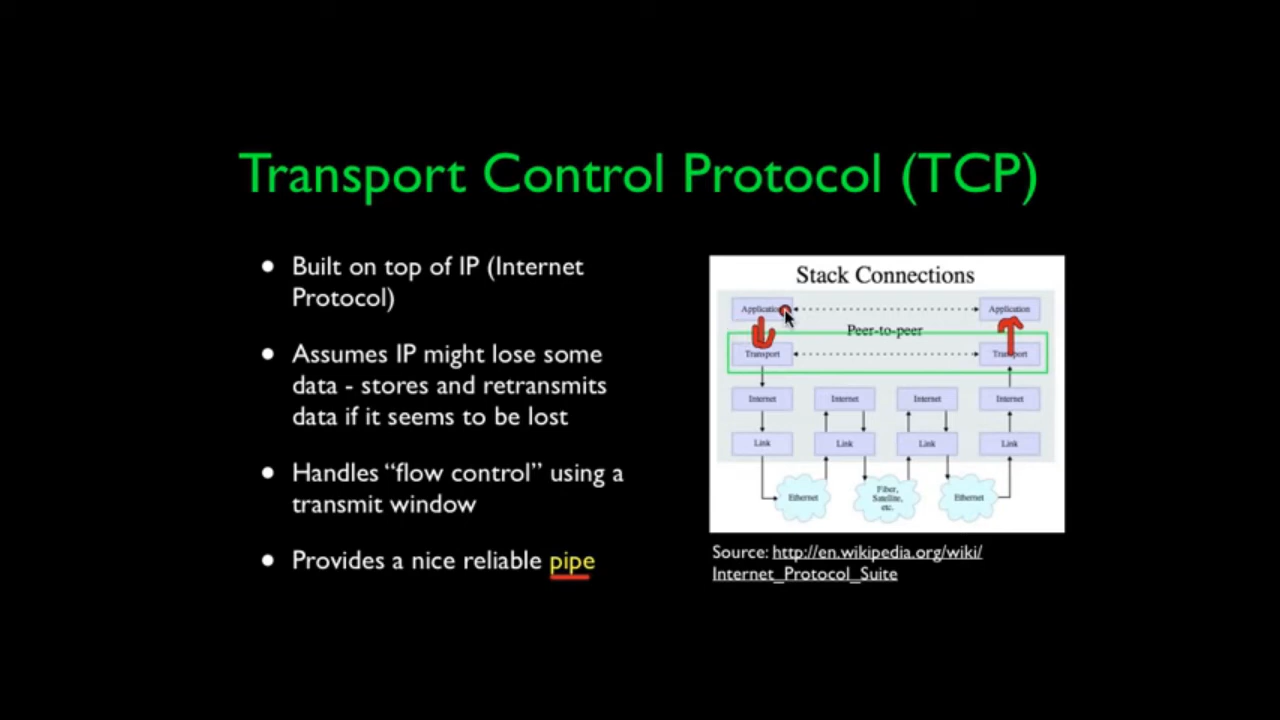 Transport Control Protocol (TCP)
• Built on top of IP (Internet
Protocol)
• Assumes IP might lose some
data - stores and retransmits
data if it seems to be lost
• Handles “flow control” using a
transmit window
• Provides a nice reliable pipe
Stack Connections
Application Application
Peer-to-peer
Transport Transport
Internet Internet Internet Internet
Link Link Link Link
Ethernet Fiber, Ethernet
Satellite,
etc.
Source: http://en.wikipedia.org/wiki/
Internet_Protocol_Suite